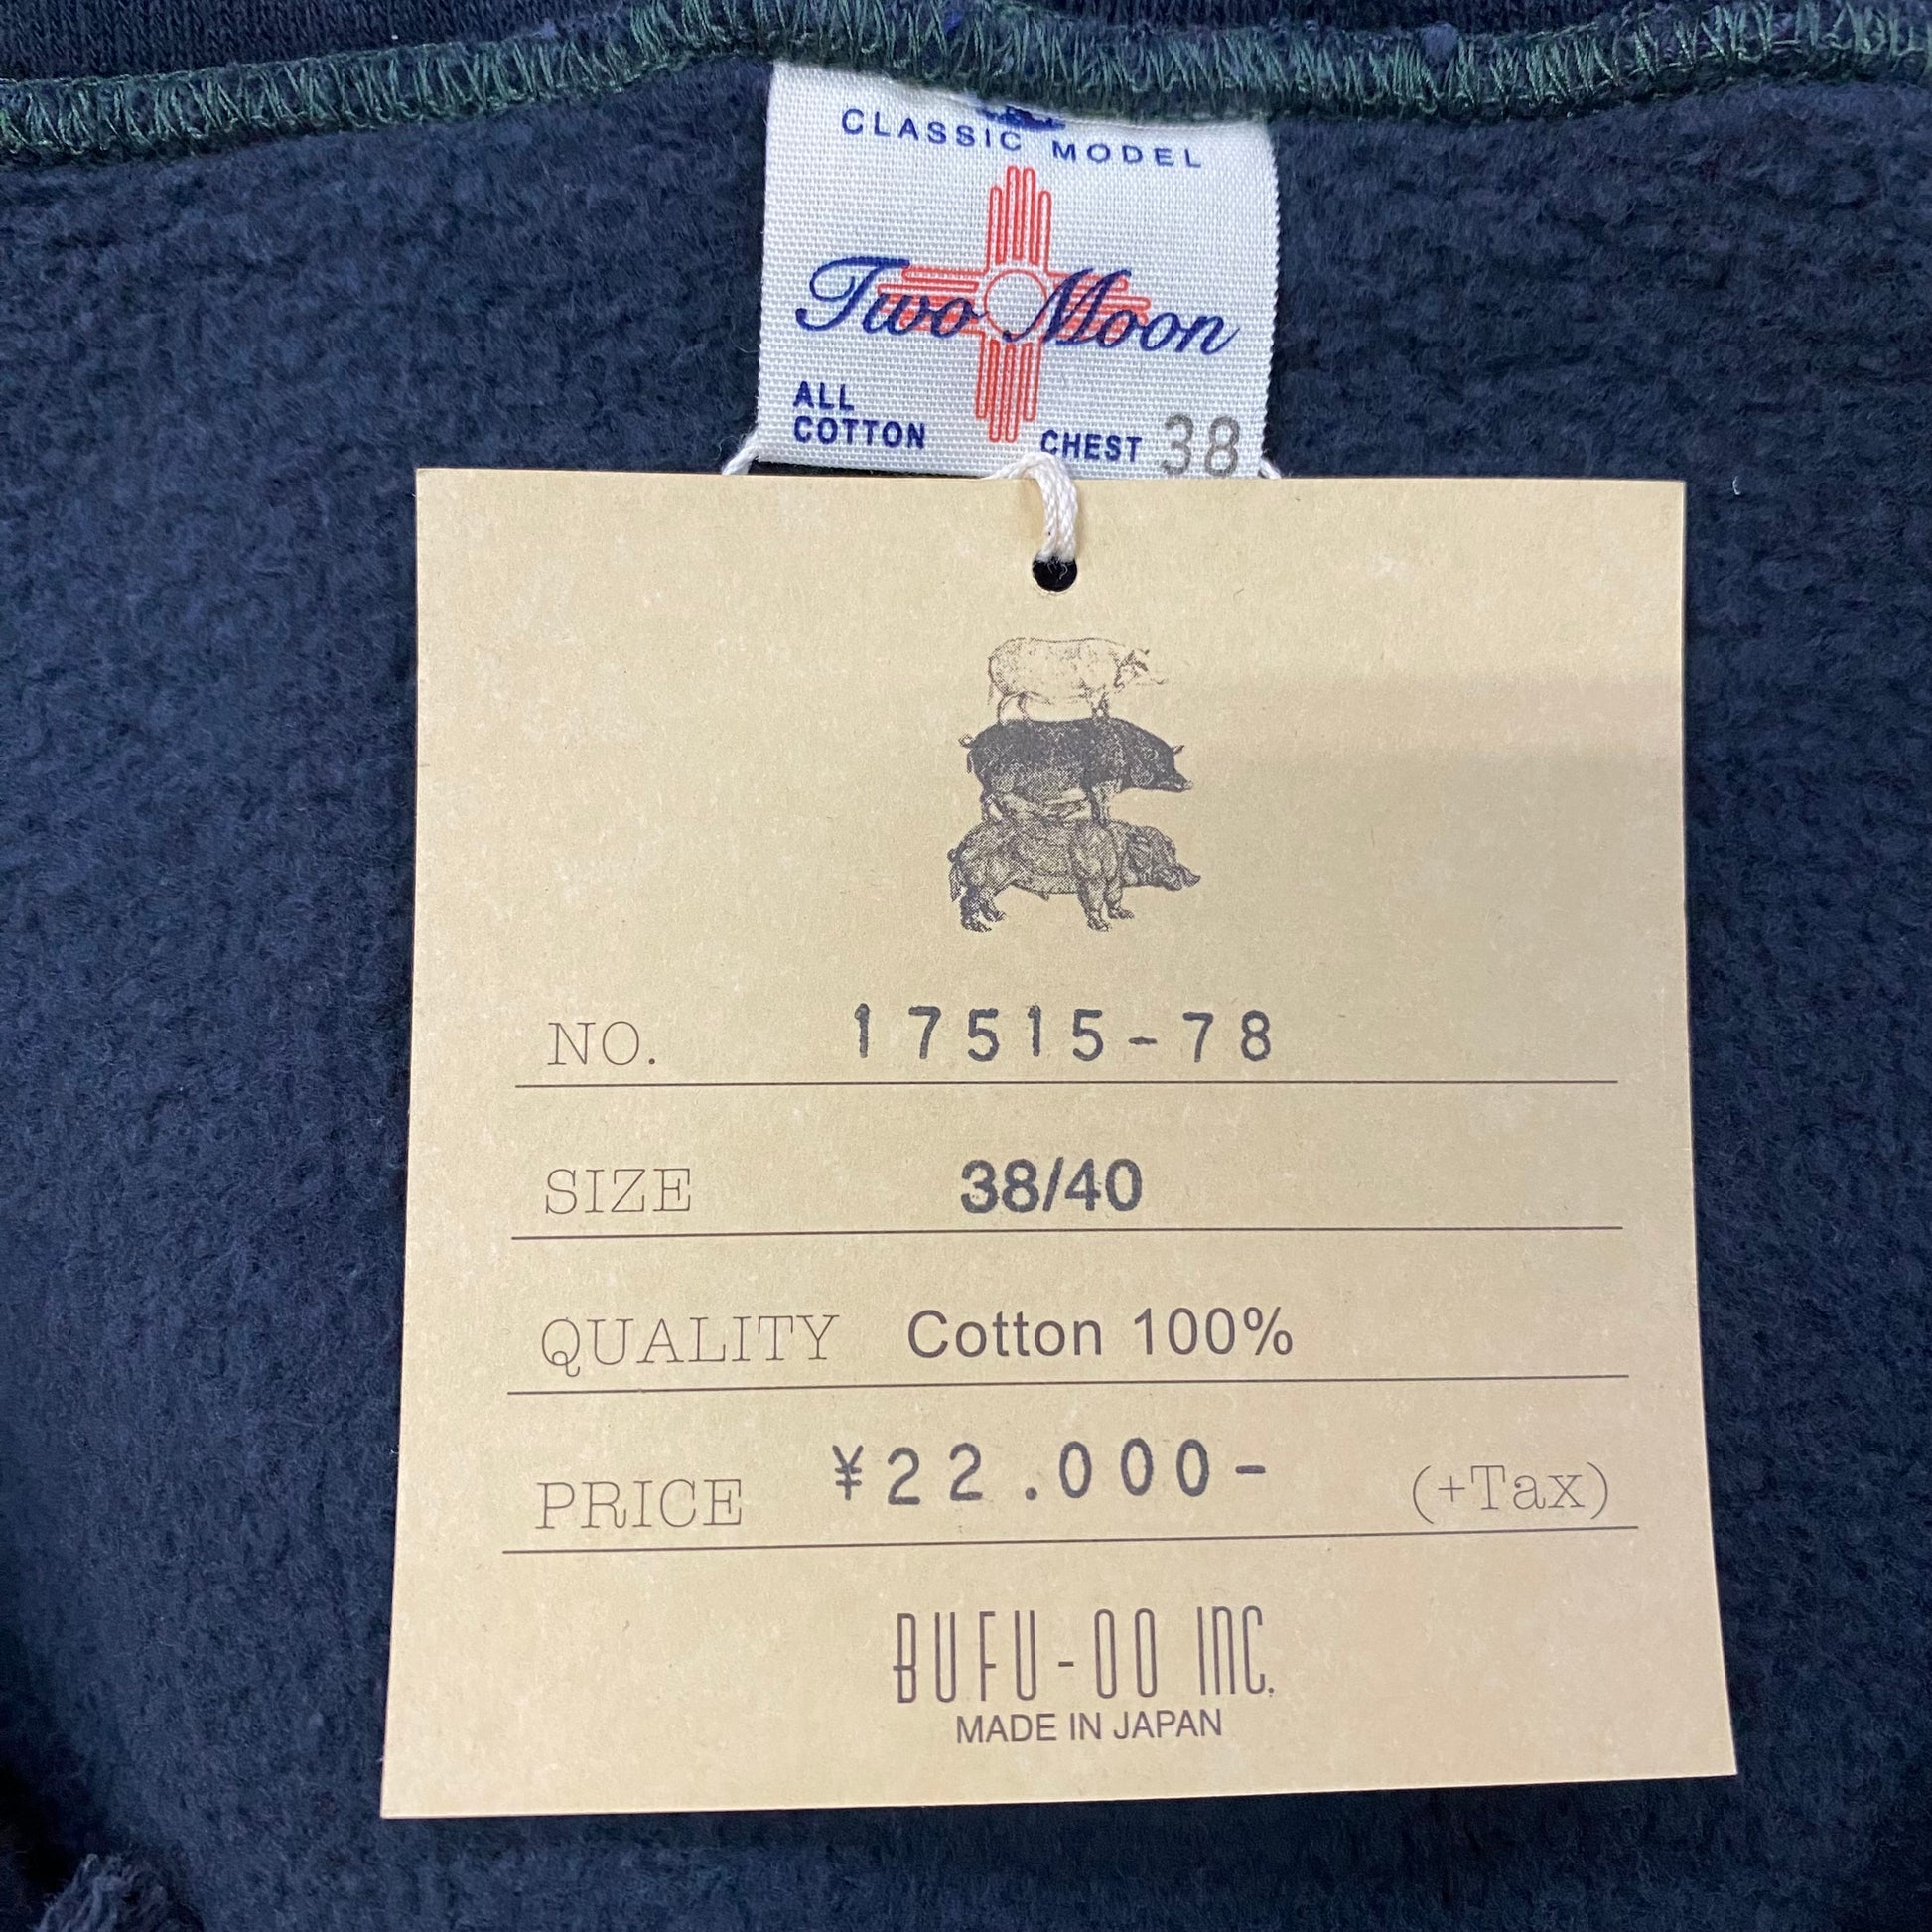 CLASSIC MODEL
Two Moon
ALL
COTTON
CHEST 38
NO. 17515-78
SIZE 38/40
QUALITY Cotton 100%
PRICE ¥22.000- (+Tax)
BUFU-OO INC.
MADE IN JAPAN